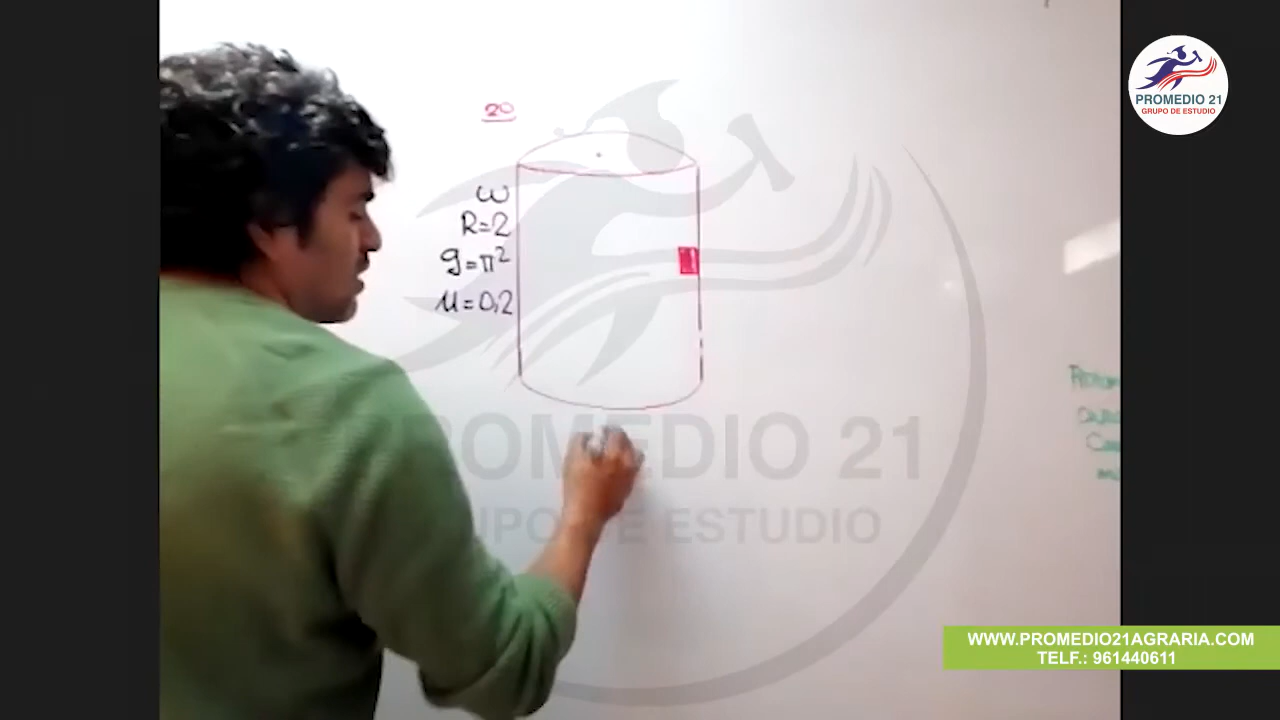 20
ω
R=2
g=π²
μ=0,2
PROMEDIO 21
GRUPO DE ESTUDIO
PROMEDIO 21
GRUPO DE ESTUDIO
WWW.PROMEDIO21AGRARIA.COM
TELF.: 961440611